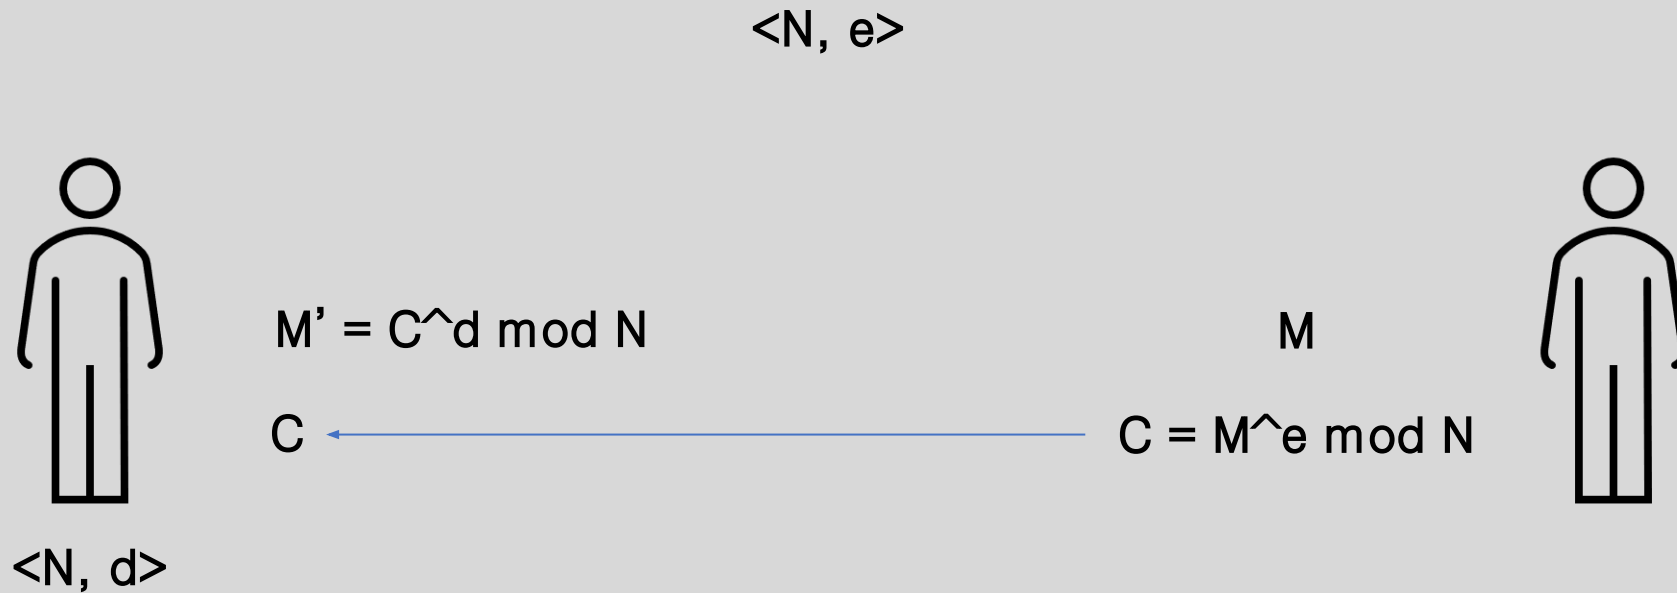 <N, e>
M’ = C^d mod N
M
C
C = M^e mod N
<N, d>